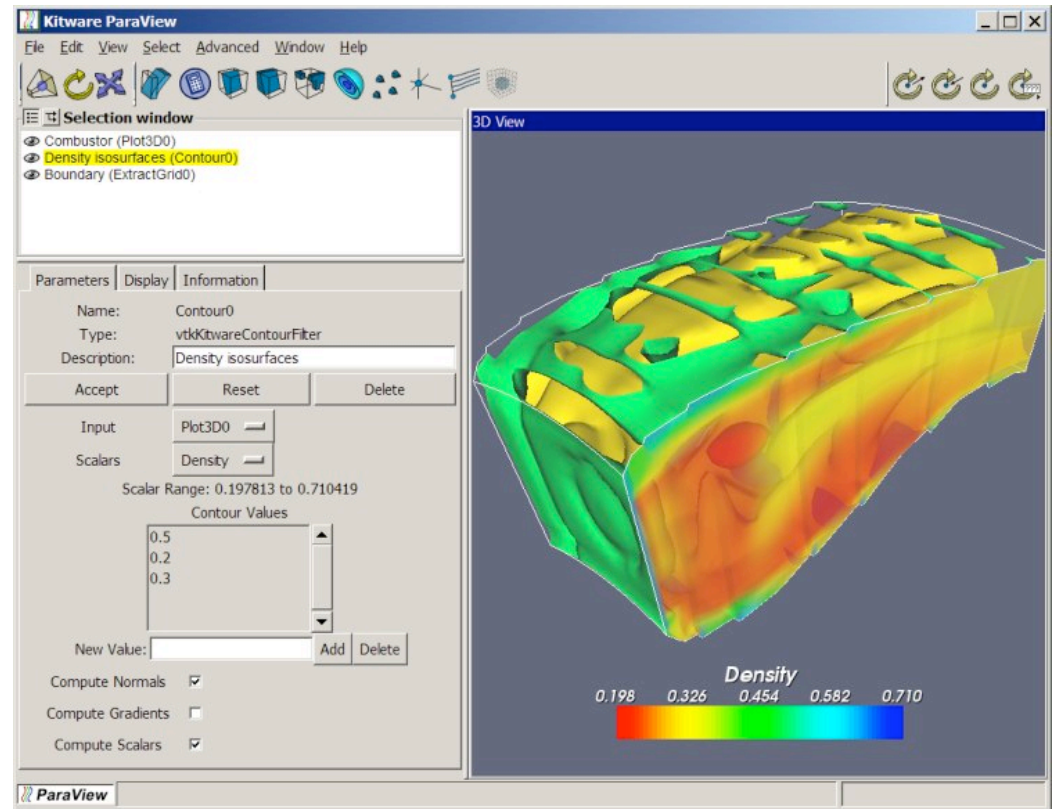 Kitware ParaView
File Edit View Select Advanced Window Help
Selection window
Combustor (Plot3D0)
Density isosurfaces (Contour0)
Boundary (ExtractGrid0)
3D View
Parameters Display Information
Name: Contour0
Type: vtkKitwareContourFilter
Description: Density isosurfaces
Accept Reset Delete
Input Plot3D0
Scalars Density
Scalar Range: 0.197813 to 0.710419
Contour Values
0.5
0.2
0.3
New Value: Add Delete
Compute Normals
Compute Gradients
Compute Scalars
Density
0.198 0.326 0.454 0.582 0.710
ParaView